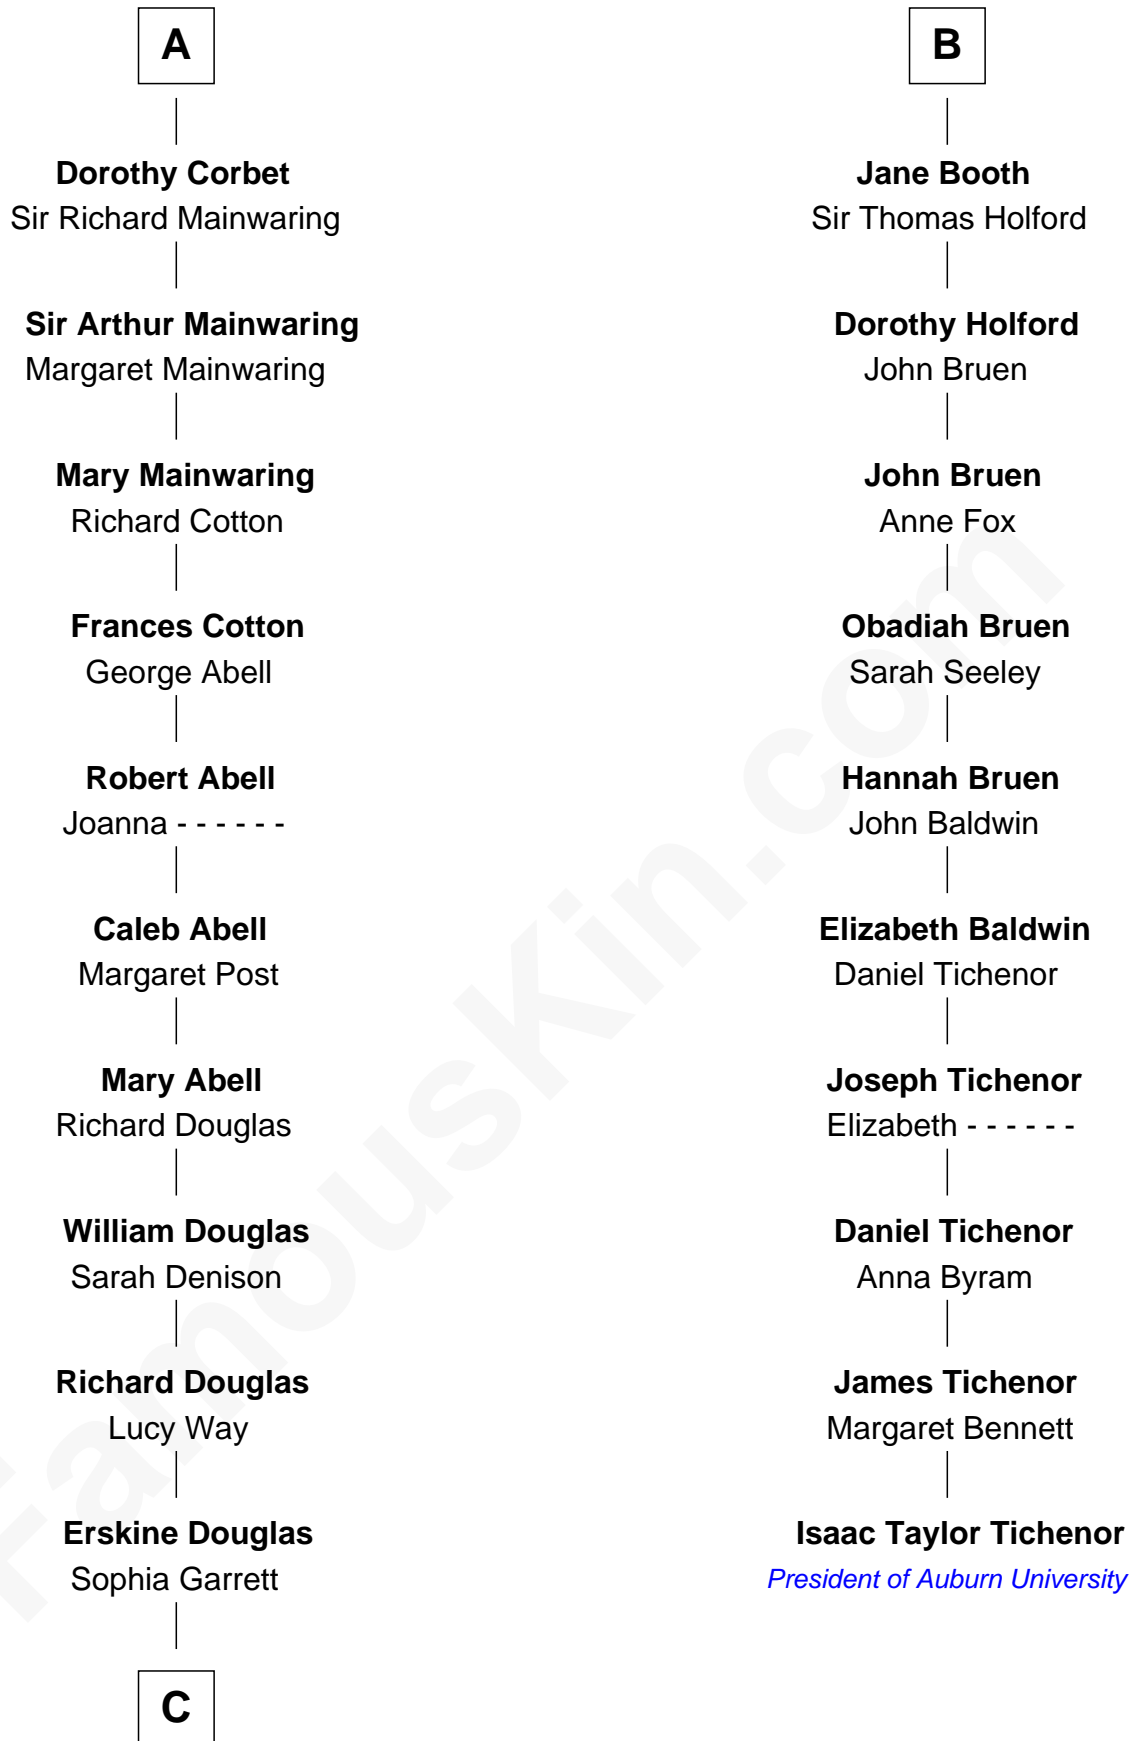 A
Dorothy Corbet
Sir Richard Mainwaring
Sir Arthur Mainwaring
Margaret Mainwaring
Mary Mainwaring
Richard Cotton
Frances Cotton
George Abell
Robert Abell
Joanna - - - - - -
Caleb Abell
Margaret Post
Mary Abell
Richard Douglas
William Douglas
Sarah Denison
Richard Douglas
Lucy Way
Erskine Douglas
Sophia Garrett
C
B
Jane Booth
Sir Thomas Holford
Dorothy Holford
John Bruen
John Bruen
Anne Fox
Obadiah Bruen
Sarah Seeley
Hannah Bruen
John Baldwin
Elizabeth Baldwin
Daniel Tichenor
Joseph Tichenor
Elizabeth - - - - - -
Daniel Tichenor
Anna Byram
James Tichenor
Margaret Bennett
Isaac Taylor Tichenor
President of Auburn University
FamousKin.com